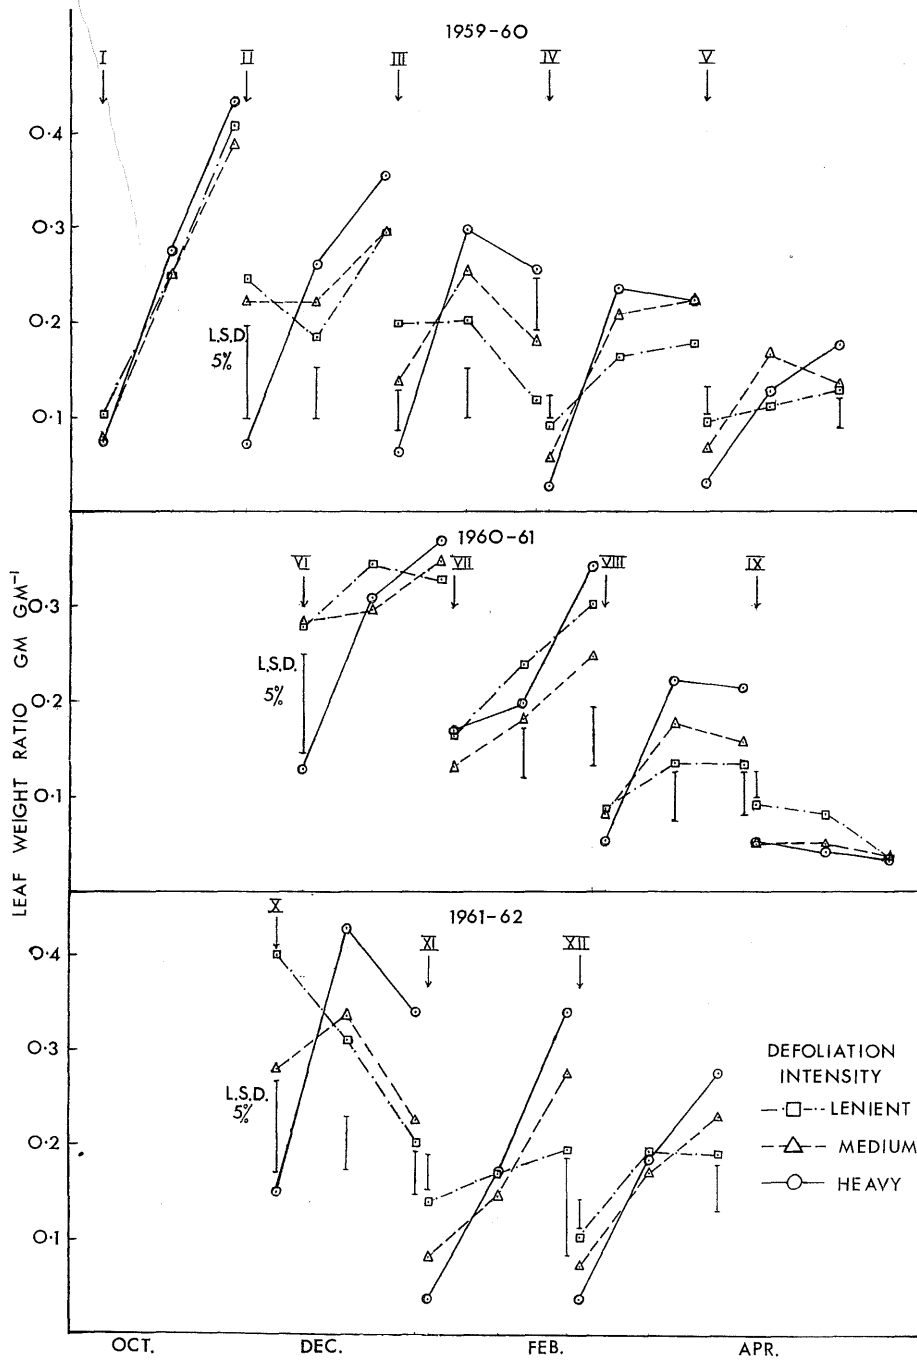 1959-60
I II III IV V
0·4
0·3
0·2
0·1
L.S.D.
5%
1960-61
VI VII VIII IX
0·3
0·2
0·1
L.S.D.
5%
LEAF WEIGHT RATIO GM GM⁻¹
1961-62
X XI XII
0·4
0·3
0·2
0·1
L.S.D.
5%
DEFOLIATION
INTENSITY
LENIENT
MEDIUM
HEAVY
OCT. DEC. FEB. APR.